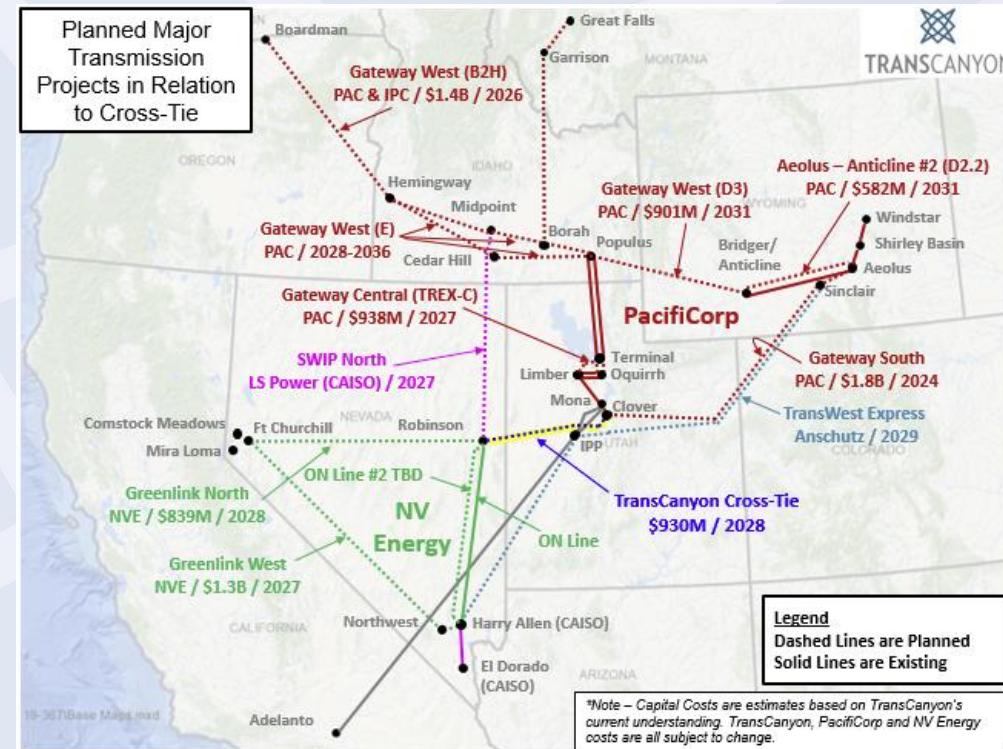 Planned Major
Transmission
Projects in Relation
to Cross-Tie
TRANSCANYON
Boardman
Great Falls
Garrison
MONTANA
Gateway West (B2H)
PAC & IPC / $1.4B / 2026
OREGON
IDAHO
Hemingway
Midpoint
Gateway West (D3)
PAC / $901M / 2031
Aeolus – Anticline #2 (D2.2)
PAC / $582M / 2031
WYOMING
Windstar
Shirley Basin
Aeolus
Sinclair
Gateway West (E)
PAC / 2028-2036
Cedar Hill
Borah
Populus
Bridger/
Anticline
Gateway Central (TREX-C)
PAC / $938M / 2027
PacifiCorp
SWIP North
LS Power (CAISO) / 2027
Terminal
Limber
Oquirrh
Gateway South
PAC / $1.8B / 2024
Mona
Clover
TransWest Express
Anschutz / 2029
Comstock Meadows
Ft Churchill
NEVADA
Robinson
Mira Loma
IPP
UTAH
COLORADO
ON Line #2 TBD
Greenlink North
NVE / $839M / 2028
NV
Energy
TransCanyon Cross-Tie
$930M / 2028
ON Line
Greenlink West
NVE / $1.3B / 2027
CALIFORNIA
Northwest
Harry Allen (CAISO)
El Dorado
(CAISO)
ARIZONA
Adelanto
Legend
Dashed Lines are Planned
Solid Lines are Existing
*Note – Capital Costs are estimates based on TransCanyon's
current understanding. TransCanyon, PacifiCorp and NV Energy
costs are all subject to change.
19-367\Base Maps.mxd